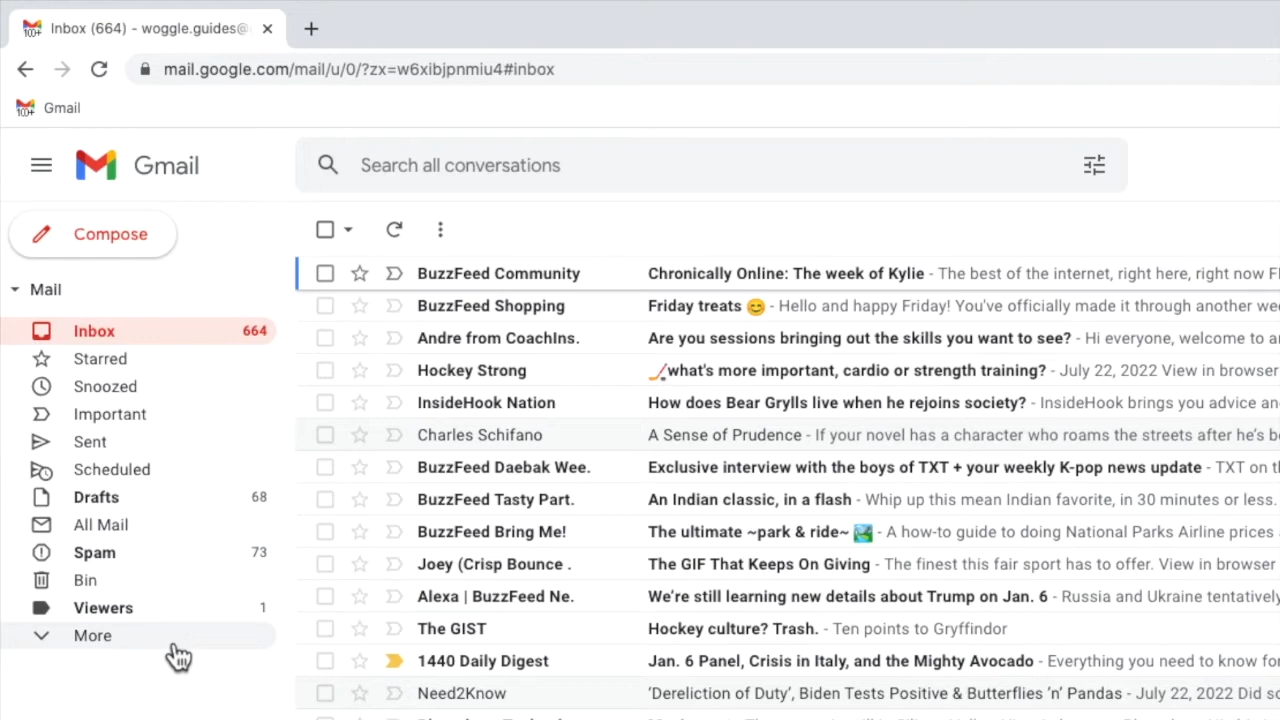 Inbox (664) - woggle.guides@
mail.google.com/mail/u/0/?zx=w6xibjpnmiu4#inbox
100+ Gmail
Gmail
Search all conversations
Compose
Mail
Inbox 664
Starred
Snoozed
Important
Sent
Scheduled
Drafts 68
All Mail
Spam 73
Bin
Viewers 1
More
BuzzFeed Community Chronically Online: The week of Kylie - The best of the internet, right here, right now
BuzzFeed Shopping Friday treats 😊 - Hello and happy Friday! You've officially made it through another
Andre from CoachIns. Are you sessions bringing out the skills you want to see? - Hi everyone, welcome to
Hockey Strong 🏒what's more important, cardio or strength training? - July 22, 2022 View in browser
InsideHook Nation How does Bear Grylls live when he rejoins society? - InsideHook brings you advice
Charles Schifano A Sense of Prudence - If your novel has a character who roams the streets after he's
BuzzFeed Daebak Wee. Exclusive interview with the boys of TXT + your weekly K-pop news update - TXT on
BuzzFeed Tasty Part. An Indian classic, in a flash - Whip up this mean Indian favorite, in 30 minutes or less.
BuzzFeed Bring Me! The ultimate ~park & ride~ 🏞️ - A how-to guide to doing National Parks Airline prices
Joey (Crisp Bounce . The GIF That Keeps On Giving - The finest this fair sport has to offer. View in browser
Alexa | BuzzFeed Ne. We're still learning new details about Trump on Jan. 6 - Russia and Ukraine tentatively
The GIST Hockey culture? Trash. - Ten points to Gryffindor
1440 Daily Digest Jan. 6 Panel, Crisis in Italy, and the Mighty Avocado - Everything you need to know
Need2Know 'Dereliction of Duty', Biden Tests Positive & Butterflies 'n' Pandas - July 22, 2022 Did